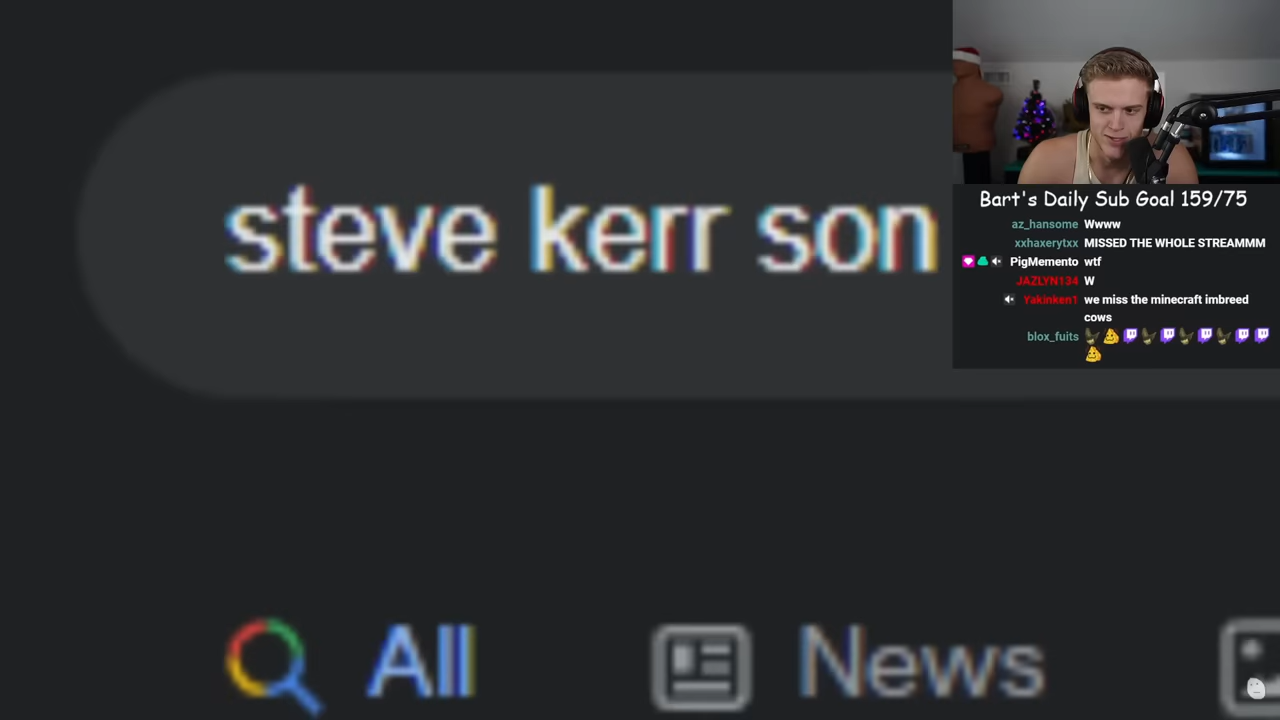 steve kerr son
All
News
Bart's Daily Sub Goal 159/75
az_hansome Wwww
xxhaxerytxx MISSED THE WHOLE STREAMMM
PigMemento wtf
JAZLYN134 W
Yakinken1 we miss the minecraft imbreed
cows
blox_fuits